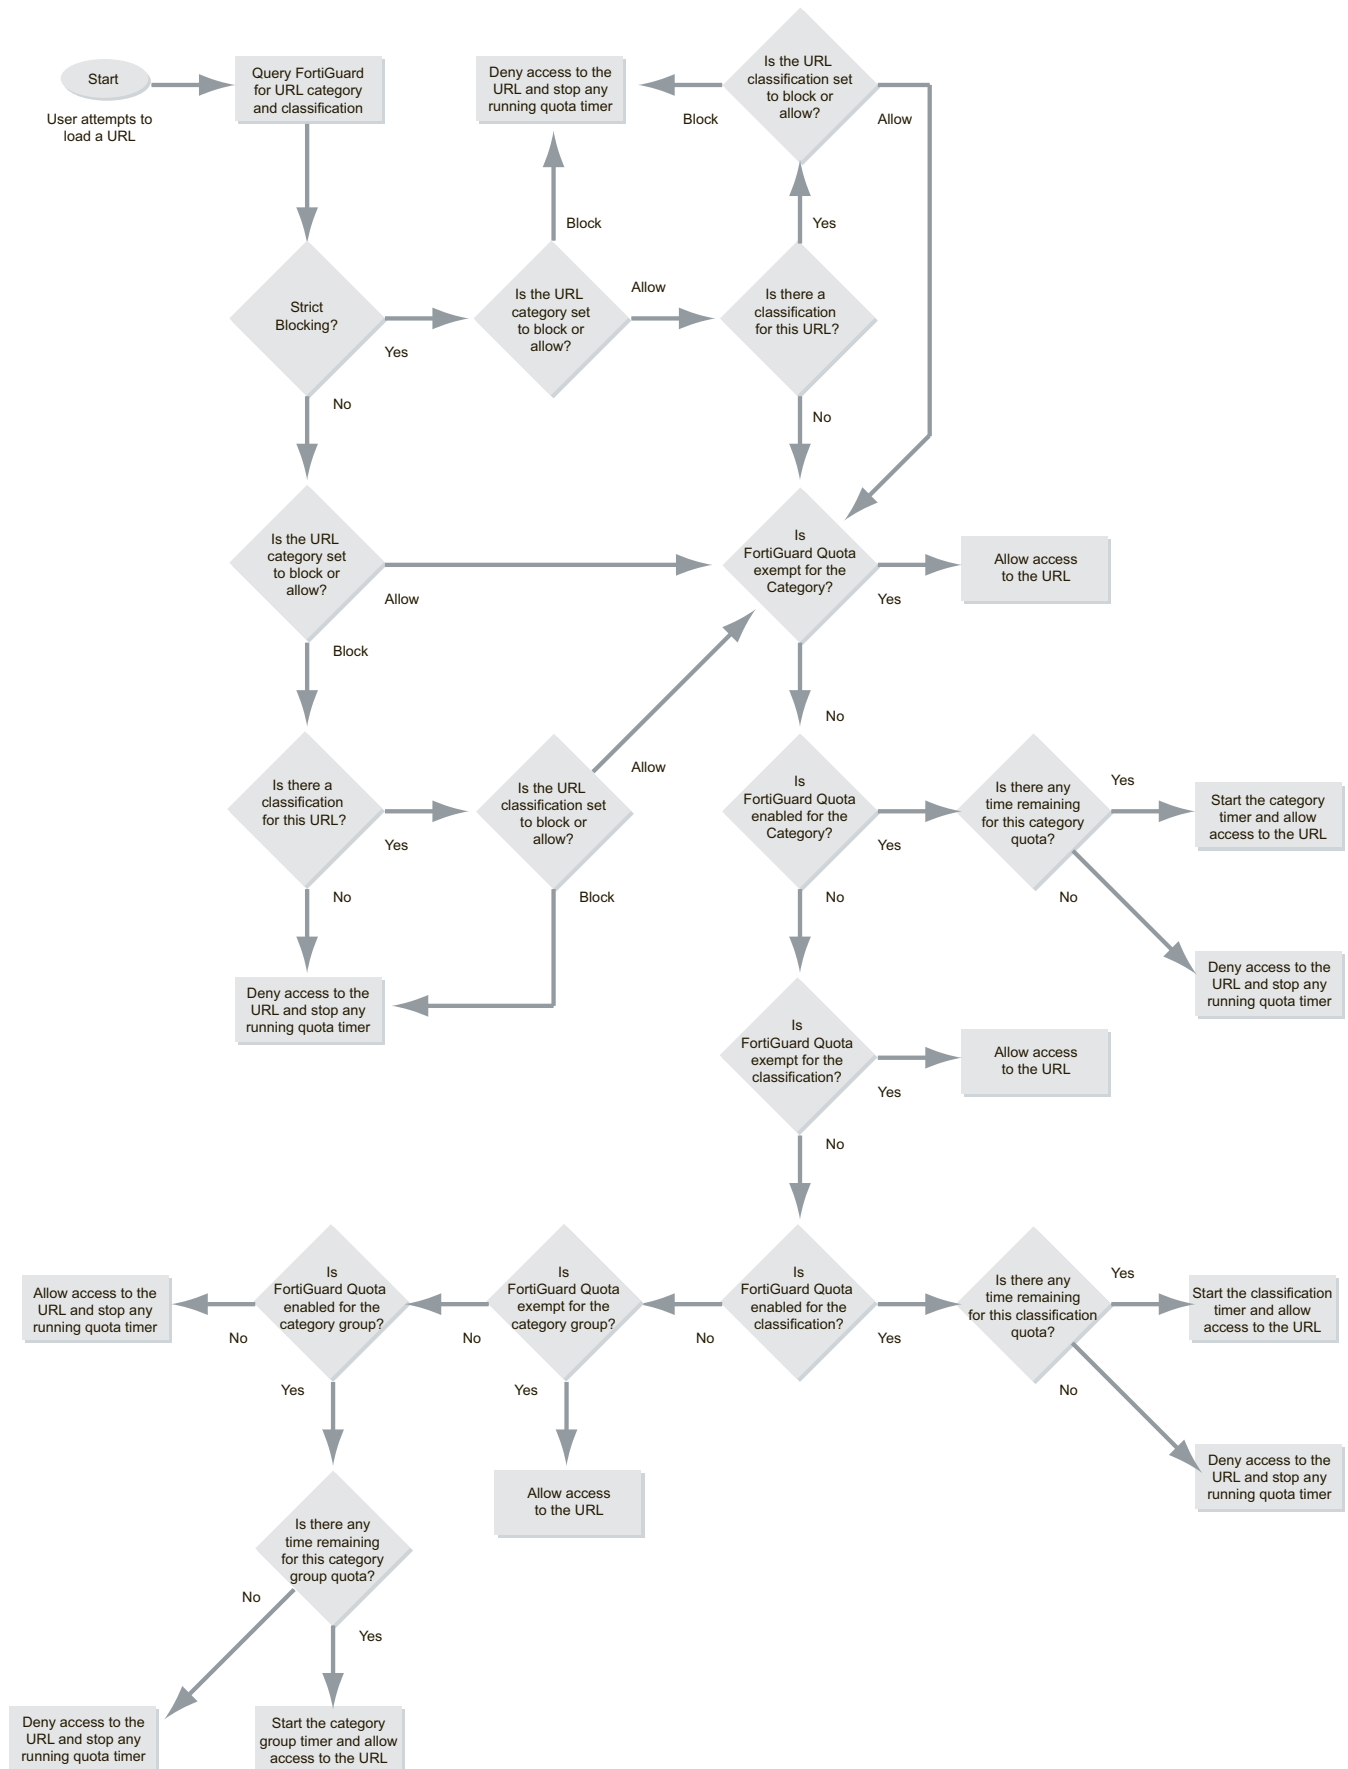 Start
User attempts to
load a URL
Query FortiGuard
for URL category
and classification
Deny access to the
URL and stop any
running quota timer
Is the URL
classification set
to block or
allow?
Block
Allow
Block
Yes
Strict
Blocking?
Yes
Is the URL
category set
to block or
allow?
Allow
Is there a
classification
for this URL?
No
No
Is the URL
category set
to block or
allow?
Allow
Is
FortiGuard Quota
exempt for the
Category?
Yes
Allow access
to the URL
Block
No
Is there a
classification
for this URL?
Yes
Is the URL
classification set
to block or
allow?
Allow
Is
FortiGuard Quota
enabled for the
Category?
Yes
Is there any
time remaining
for this category
quota?
Yes
Start the category
timer and allow
access to the URL
No
Block
No
No
Deny access to the
URL and stop any
running quota timer
Deny access to the
URL and stop any
running quota timer
Is
FortiGuard Quota
exempt for the
classification?
Yes
Allow access
to the URL
No
Allow access to the
URL and stop any
running quota timer
No
Is
FortiGuard Quota
enabled for the
category group?
No
Is
FortiGuard Quota
exempt for the
category group?
No
Is
FortiGuard Quota
enabled for the
classification?
Yes
Is there any
time remaining
for this classification
quota?
Yes
Start the classification
timer and allow
access to the URL
Yes
Yes
No
Allow access
to the URL
Deny access to the
URL and stop any
running quota timer
Is there any
time remaining
for this category
group quota?
No
Yes
Deny access to the
URL and stop any
running quota timer
Start the category
group timer and allow
access to the URL